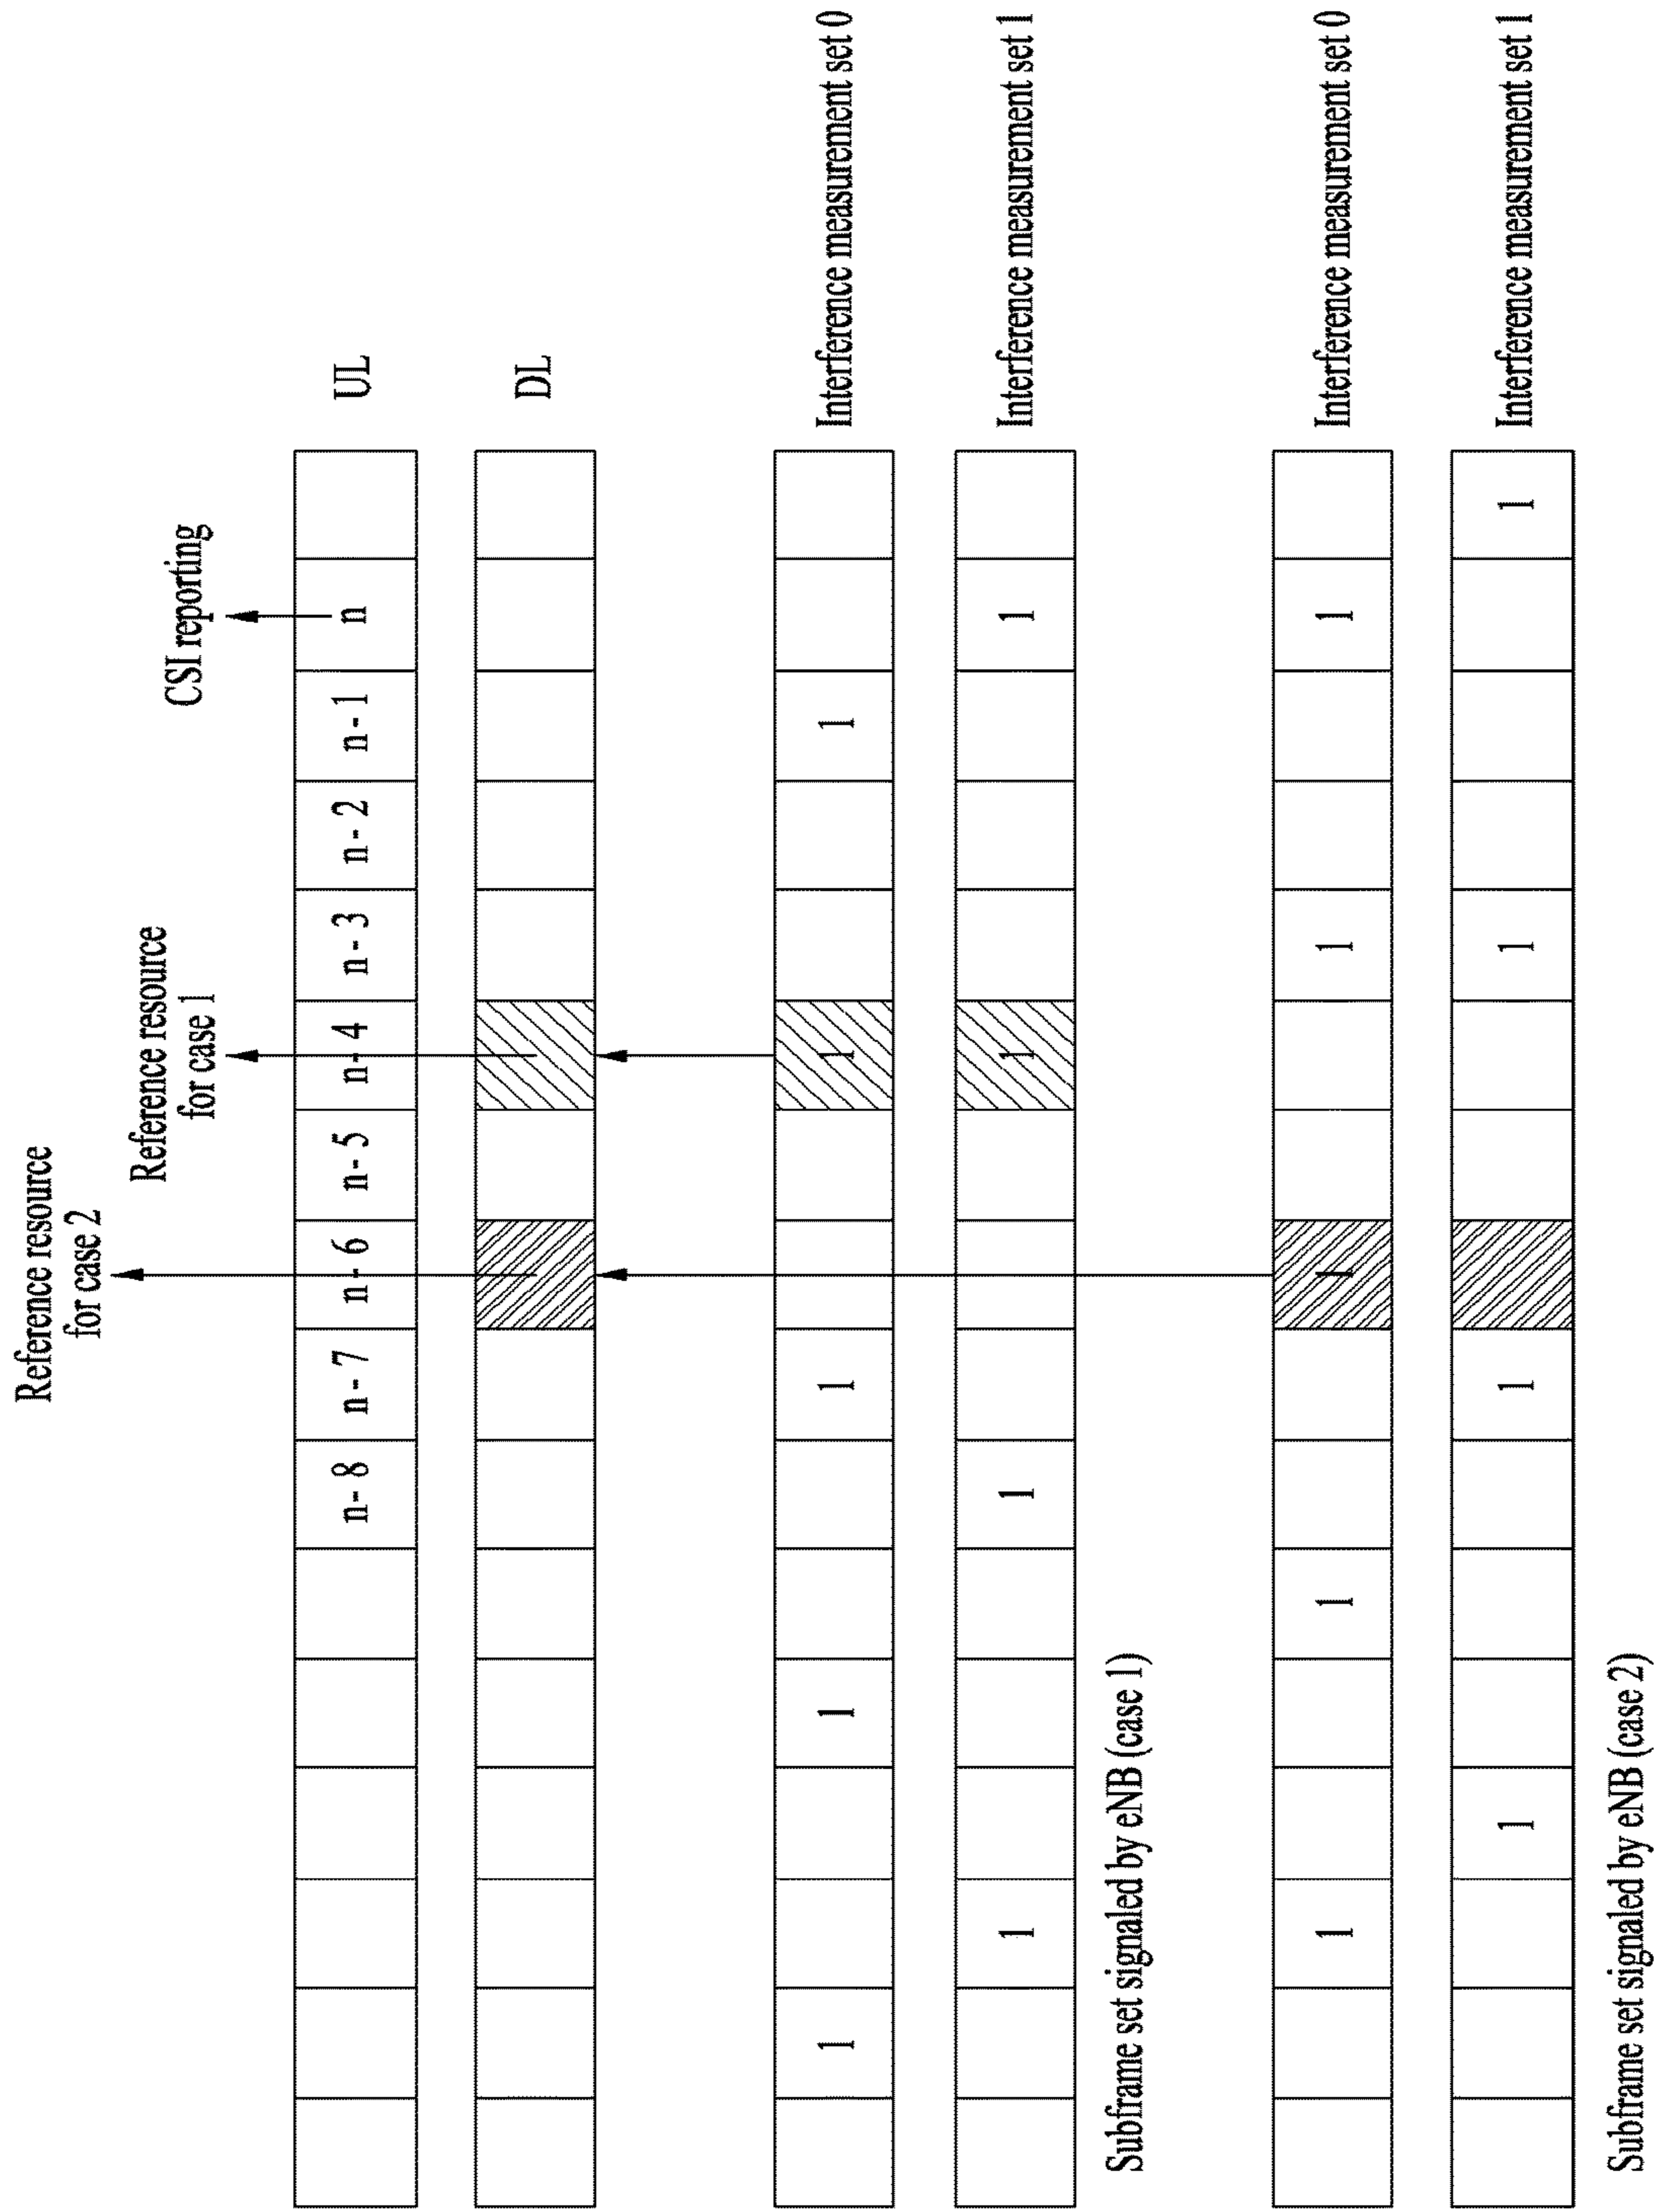 Reference resource
for case 2
Reference resource
for case 1
CSI reporting
n - 8 n - 7 n - 6 n - 5 n - 4 n - 3 n - 2 n - 1 n UL
DL
1 1 1 1 1 Interference measurement set 0
1 1 1 1 Interference measurement set 1
Subframe set signaled by eNB (case 1)
1 1 1 1 1 Interference measurement set 0
1 1 1 1 Interference measurement set 1
Subframe set signaled by eNB (case 2)